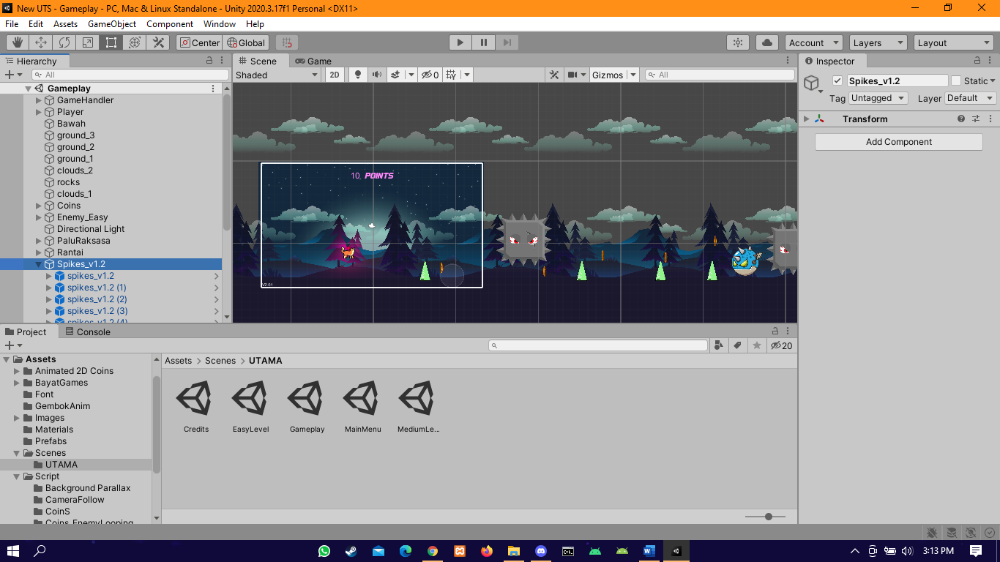 New UTS - Gameplay - PC, Mac & Linux Standalone - Unity 2020.3.17f1 Personal <DX11>
File Edit Assets GameObject Component Window Help
Center Global Account Layers Layout
Hierarchy Scene Game Inspector
All Shaded 2D 0 Gizmos All Spikes_v1.2 Static
Tag Untagged Layer Default
Transform
Add Component
Gameplay
GameHandler
Player
Bawah
ground_3
ground_2
ground_1
clouds_2
rocks
clouds_1
Coins
Enemy_Easy
Directional Light
PaluRaksasa
Rantai
Spikes_v1.2
spikes_v1.2
spikes_v1.2 (1)
spikes_v1.2 (2)
spikes_v1.2 (3)
spikes_v1.2 (4)
10 POINTS
V2.01
Project Console
20
Assets
Animated 2D Coins
BayatGames
Font
GembokAnim
Images
Materials
Prefabs
Scenes
UTAMA
Script
Background Parallax
CameraFollow
CoinS
Coins_EnemyLooping
Assets > Scenes > UTAMA
Credits EasyLevel Gameplay MainMenu MediumLe...
3:13 PM